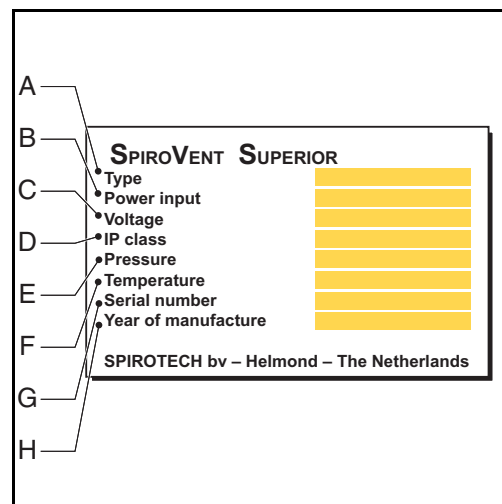 A
B
C
D
E
F
G
H
SPIROVENT SUPERIOR
Type
Power input
Voltage
IP class
Pressure
Temperature
Serial number
Year of manufacture
SPIROTECH bv – Helmond – The Netherlands